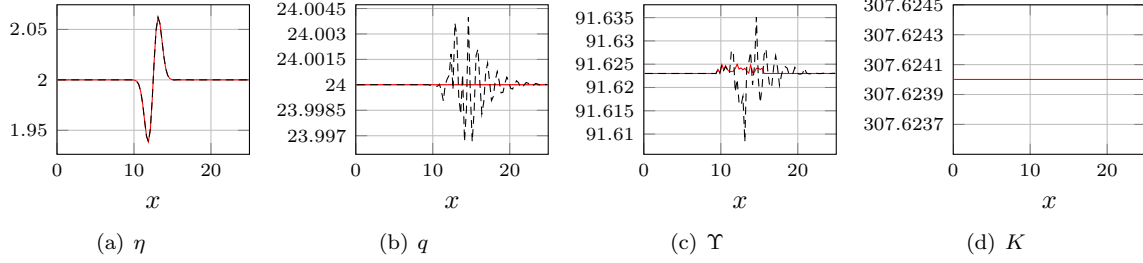 2.05
2
1.95
0 10 20
x
(a) η
24.0045
24.003
24.0015
24
23.9985
23.997
0 10 20
x
(b) q
91.635
91.63
91.625
91.62
91.615
91.61
0 10 20
x
(c) ϒ
307.6245
307.6243
307.6241
307.6239
307.6237
0 10 20
x
(d) K